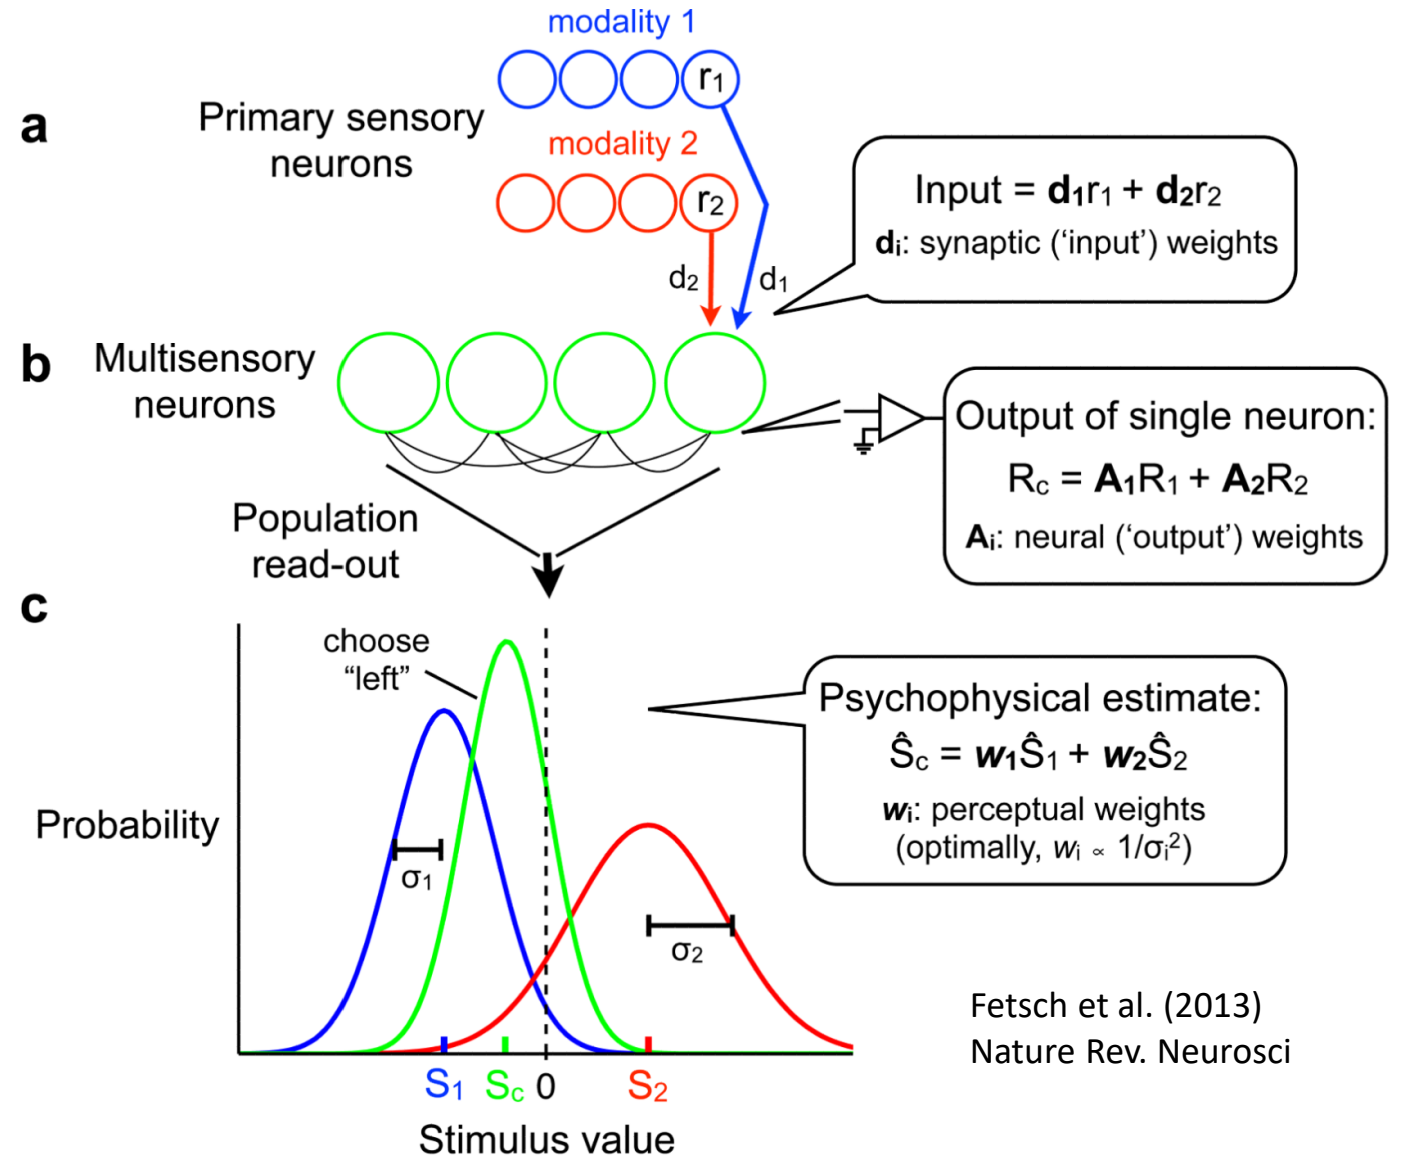 modality 1
r1
a
Primary sensory
neurons
modality 2
r2
Input = d1r1 + d2r2
di: synaptic (‘input’) weights
d2
d1
b
Multisensory
neurons
Output of single neuron:
Rc = A1R1 + A2R2
Ai: neural (‘output’) weights
Population
read-out
c
choose
“left”
Psychophysical estimate:
Ŝc = w1Ŝ1 + w2Ŝ2
wi: perceptual weights
(optimally, wi ∝ 1/σi²)
Probability
σ1
σ2
Fetsch et al. (2013)
Nature Rev. Neurosci
S1 Sc 0 S2
Stimulus value